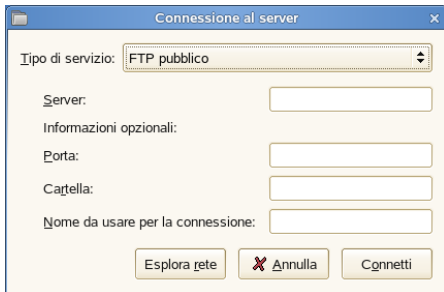 Connessione al server
Tipo di servizio: FTP pubblico
Server:
Informazioni opzionali:
Porta:
Cartella:
Nome da usare per la connessione:
Esplora rete Annulla Connetti